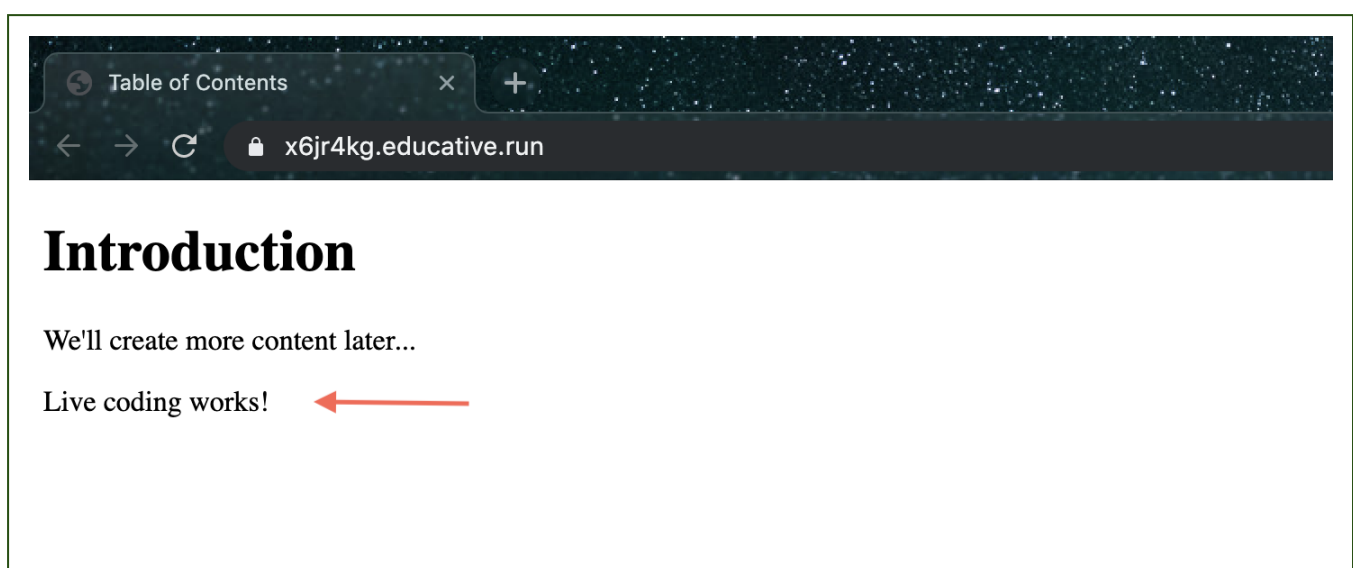 Table of Contents
x6jr4kg.educative.run
Introduction
We'll create more content later...
Live coding works!